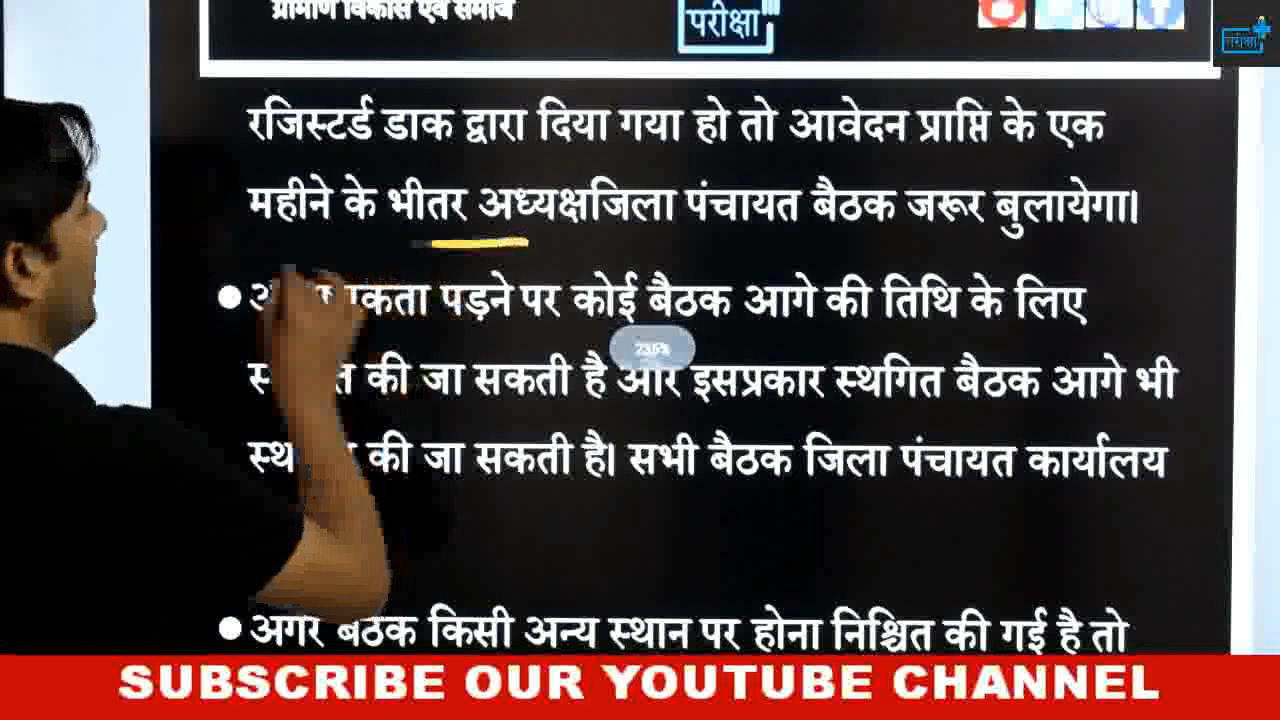 ग्रामीण विकास एवं समाज
परीक्षा
परीक्षा
रजिस्टर्ड डाक द्वारा दिया गया हो तो आवेदन प्राप्ति के एक
महीने के भीतर अध्यक्षजिला पंचायत बैठक जरूर बुलायेगा।
पड़ने पर कोई बैठक आगे की तिथि के लिए
235%
की जा सकती है और इसप्रकार स्थगित बैठक आगे भी
की जा सकती है। सभी बैठक जिला पंचायत कार्यालय
अगर बैठक किसी अन्य स्थान पर होना निश्चित की गई है तो
SUBSCRIBE OUR YOUTUBE CHANNEL